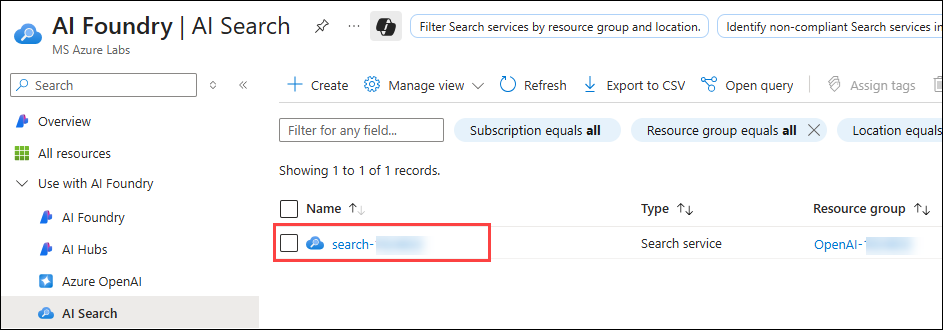 AI Foundry | AI Search
MS Azure Labs
Filter Search services by resource group and location.
Identify non-compliant Search services in
Search
Create
Manage view
Refresh
Export to CSV
Open query
Assign tags
Overview
All resources
Use with AI Foundry
AI Foundry
AI Hubs
Azure OpenAI
AI Search
Filter for any field...
Subscription equals all
Resource group equals all
Location equals
Showing 1 to 1 of 1 records.
Name
Type
Resource group
search-
Search service
OpenAI-